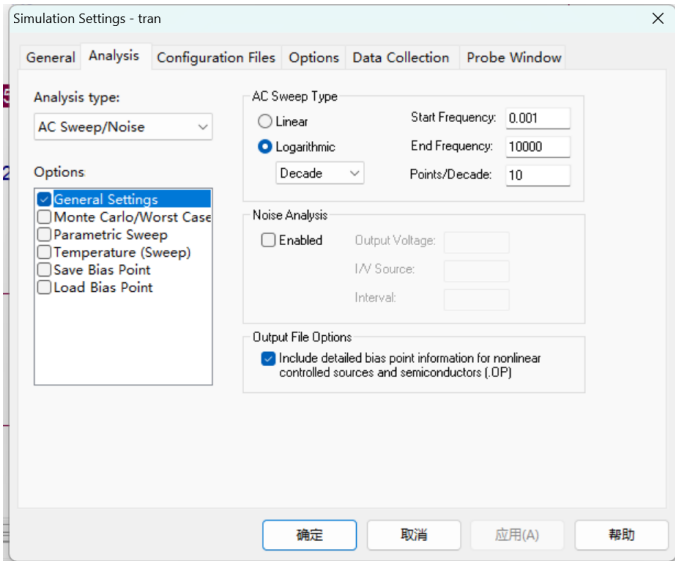 Simulation Settings - tran
General Analysis Configuration Files Options Data Collection Probe Window
Analysis type:
AC Sweep/Noise
Options
General Settings
Monte Carlo/Worst Case
Parametric Sweep
Temperature (Sweep)
Save Bias Point
Load Bias Point
AC Sweep Type
Linear
Logarithmic
Decade
Start Frequency: 0.001
End Frequency: 10000
Points/Decade: 10
Noise Analysis
Enabled
Output Voltage:
I/V Source:
Interval:
Output File Options
Include detailed bias point information for nonlinear
controlled sources and semiconductors (.OP)
确定 取消 应用(A) 帮助